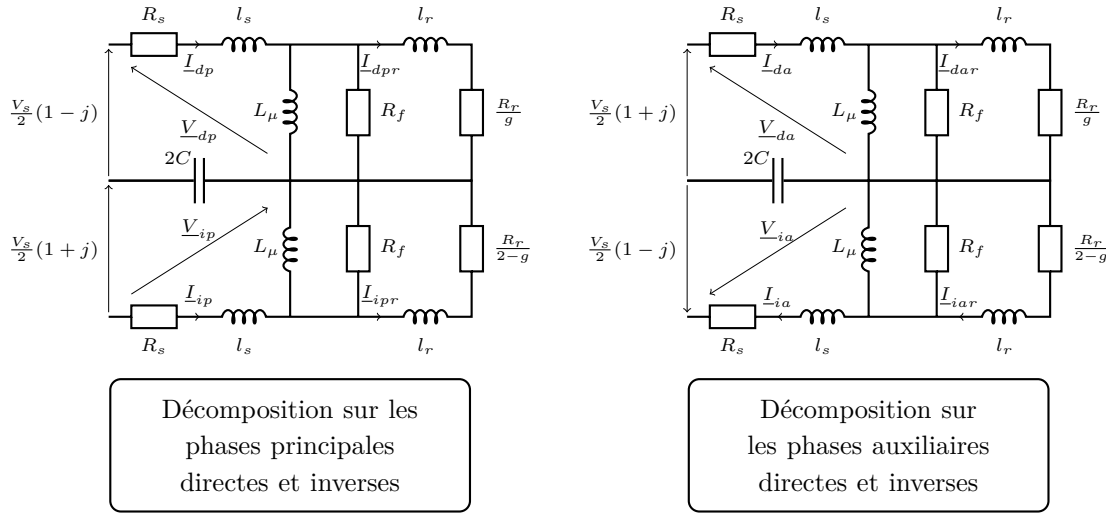 R_s
l_s
l_r
I_dp
I_dpr
V_s/2 (1 − j)
L_μ
R_f
R_r/g
V_dp
2C
V_s/2 (1 + j)
V_ip
L_μ
R_f
R_r/2−g
I_ip
I_ipr
R_s
l_s
l_r
Décomposition sur les
phases principales
directes et inverses
R_s
l_s
l_r
I_da
I_dar
V_s/2 (1 + j)
L_μ
R_f
R_r/g
V_da
2C
V_s/2 (1 − j)
V_ia
L_μ
R_f
R_r/2−g
I_ia
I_iar
R_s
l_s
l_r
Décomposition sur
les phases auxiliaires
directes et inverses